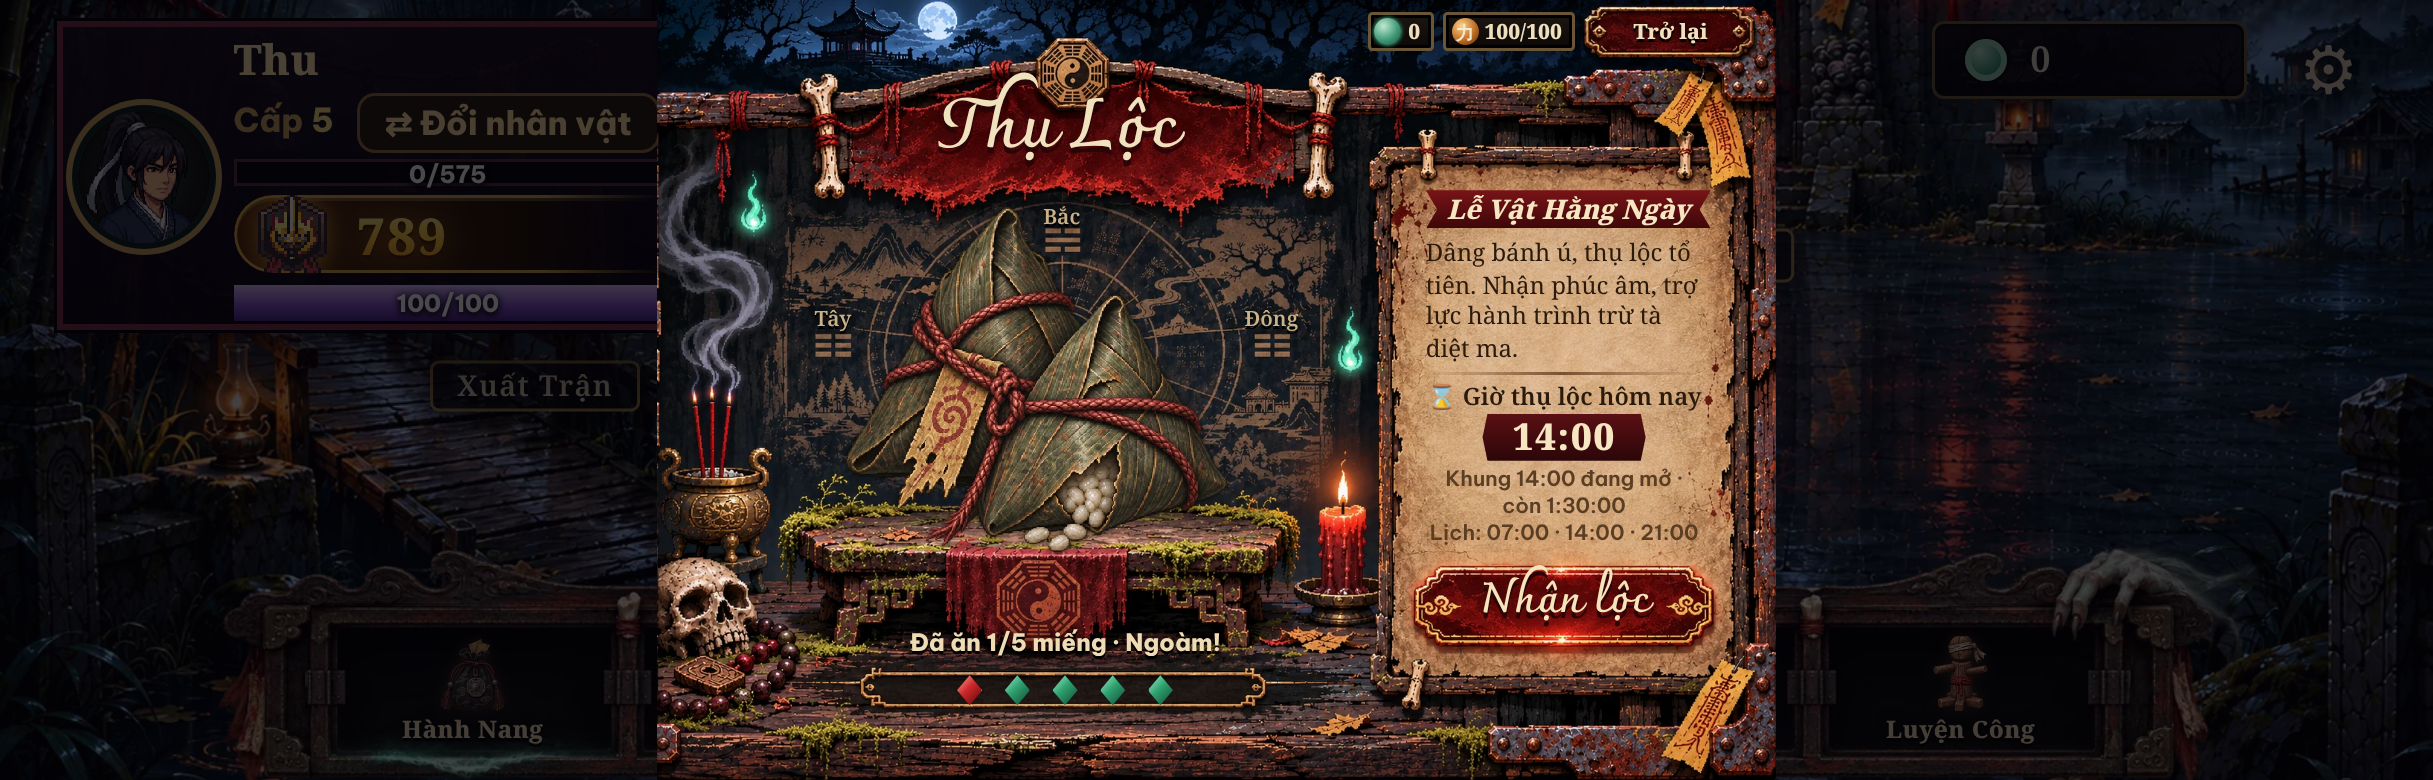 Thu
Cấp 5
⇄ Đổi nhân vật
0/575
789
100/100
Xuất Trận
Hành Nang
0
100/100
Trở lại
Thụ Lộc
Bắc
Tây
Đông
Đã ăn 1/5 miếng · Ngoàm!
Lễ Vật Hằng Ngày
Dâng bánh ú, thụ lộc tổ
tiên. Nhận phúc âm, trợ
lực hành trình trừ tà
diệt ma.
⌛ Giờ thụ lộc hôm nay
14:00
Khung 14:00 đang mở ·
còn 1:30:00
Lịch: 07:00 · 14:00 · 21:00
Nhận lộc
0
Luyện Công